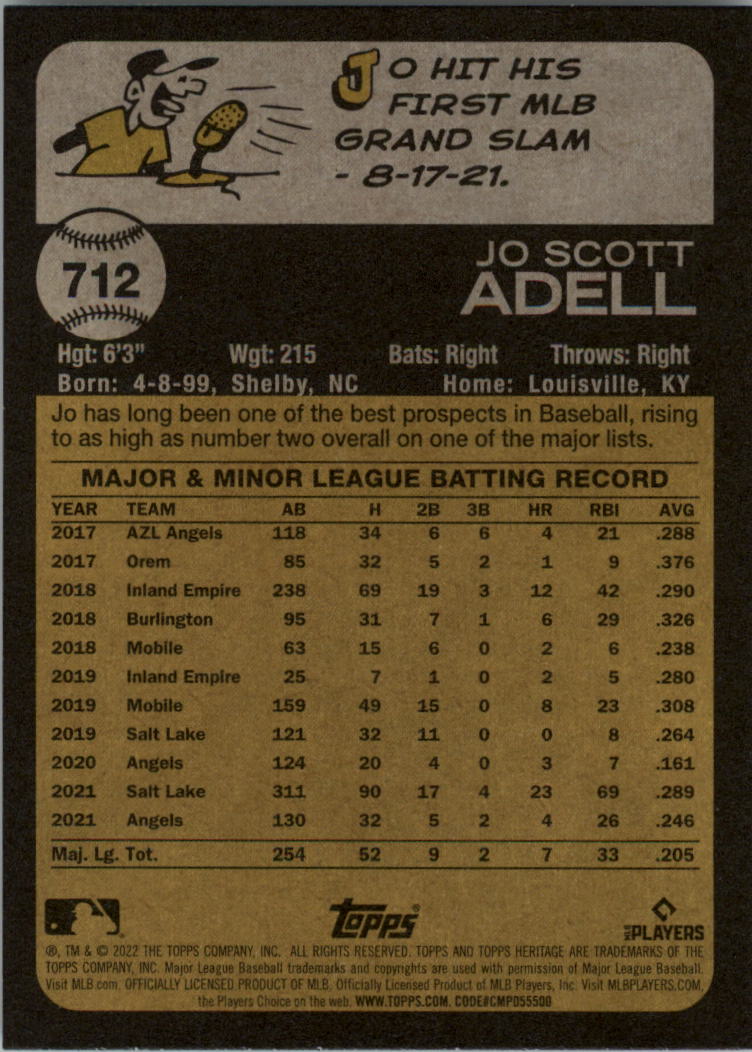 JO HIT HIS
FIRST MLB
GRAND SLAM
- 8-17-21.
712
JO SCOTT
ADELL
Hgt: 6'3" Wgt: 215 Bats: Right Throws: Right
Born: 4-8-99, Shelby, NC Home: Louisville, KY
Jo has long been one of the best prospects in Baseball, rising
to as high as number two overall on one of the major lists.
MAJOR & MINOR LEAGUE BATTING RECORD
YEAR TEAM AB H 2B 3B HR RBI AVG
2017 AZL Angels 118 34 6 6 4 21 .288
2017 Orem 85 32 5 2 1 9 .376
2018 Inland Empire 238 69 19 3 12 42 .290
2018 Burlington 95 31 7 1 6 29 .326
2018 Mobile 63 15 6 0 2 6 .238
2019 Inland Empire 25 7 1 0 2 5 .280
2019 Mobile 159 49 15 0 8 23 .308
2019 Salt Lake 121 32 11 0 0 8 .264
2020 Angels 124 20 4 0 3 7 .161
2021 Salt Lake 311 90 17 4 23 69 .289
2021 Angels 130 32 5 2 4 26 .246
Maj. Lg. Tot. 254 52 9 2 7 33 .205
Topps®
MLB PLAYERS
®, TM & © 2022 THE TOPPS COMPANY, INC. ALL RIGHTS RESERVED. TOPPS AND TOPPS HERITAGE ARE TRADEMARKS OF THE
TOPPS COMPANY, INC. Major League Baseball trademarks and copyrights are used with permission of Major League Baseball.
Visit MLB.com. OFFICIALLY LICENSED PRODUCT OF MLB. Officially Licensed Product of MLB Players, Inc. Visit MLBPLAYERS.COM,
the Players Choice on the web. WWW.TOPPS.COM. CODE#CMP055500